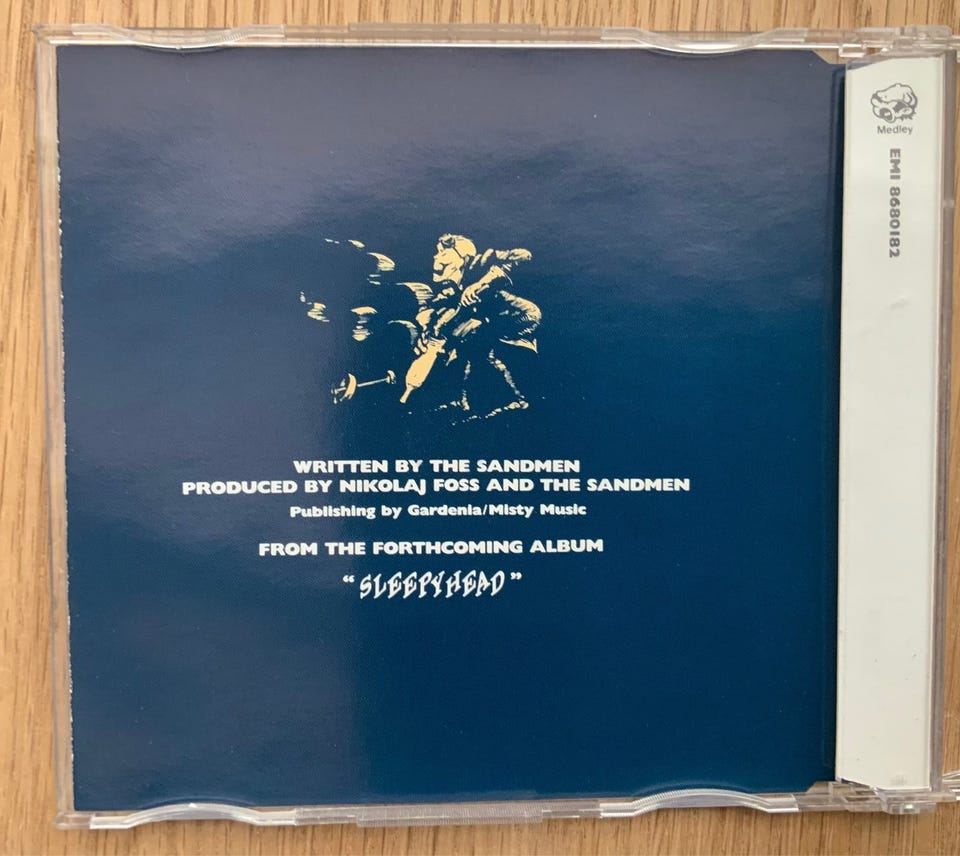 WRITTEN BY THE SANDMEN
PRODUCED BY NIKOLAJ FOSS AND THE SANDMEN
Publishing by Gardenia/Misty Music
FROM THE FORTHCOMING ALBUM
“SLEEPYHEAD”
Medley
EMI 8680182